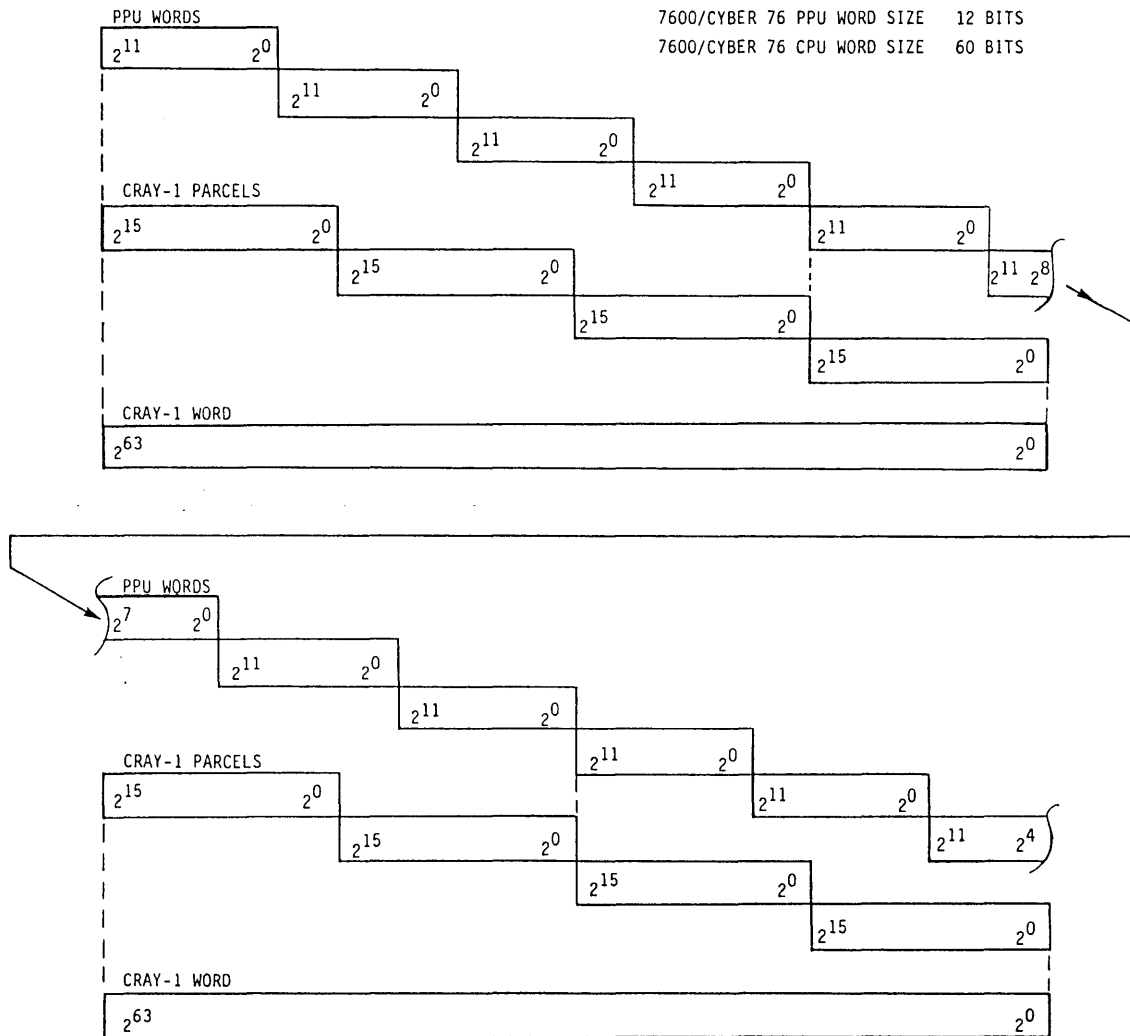 PPU WORDS
7600/CYBER 76 PPU WORD SIZE 12 BITS
7600/CYBER 76 CPU WORD SIZE 60 BITS
2^11 2^0
2^11 2^0
2^11 2^0
2^11 2^0
CRAY-1 PARCELS
2^15 2^0 2^11 2^0
2^15 2^0 2^11 2^8
2^15 2^0
2^15 2^0
CRAY-1 WORD
2^63 2^0
PPU WORDS
2^7 2^0
2^11 2^0
2^11 2^0
2^11 2^0
CRAY-1 PARCELS
2^15 2^0 2^11 2^0
2^15 2^0 2^11 2^4
2^15 2^0
2^15 2^0
CRAY-1 WORD
2^63 2^0